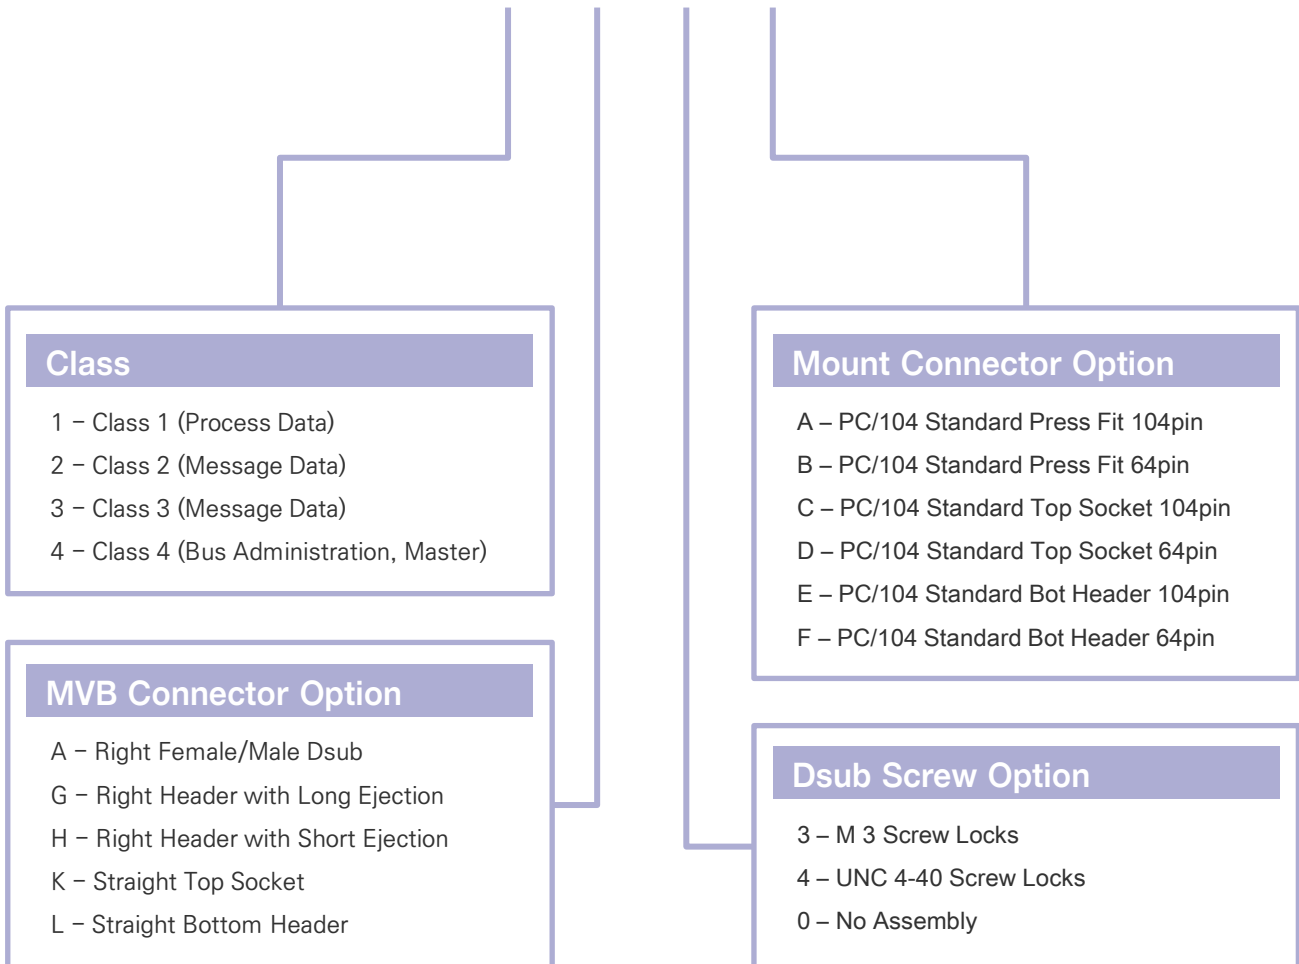 Class
1 – Class 1 (Process Data)
2 – Class 2 (Message Data)
3 – Class 3 (Message Data)
4 – Class 4 (Bus Administration, Master)
MVB Connector Option
A – Right Female/Male Dsub
G – Right Header with Long Ejection
H – Right Header with Short Ejection
K – Straight Top Socket
L – Straight Bottom Header
Mount Connector Option
A – PC/104 Standard Press Fit 104pin
B – PC/104 Standard Press Fit 64pin
C – PC/104 Standard Top Socket 104pin
D – PC/104 Standard Top Socket 64pin
E – PC/104 Standard Bot Header 104pin
F – PC/104 Standard Bot Header 64pin
Dsub Screw Option
3 – M 3 Screw Locks
4 – UNC 4-40 Screw Locks
0 – No Assembly